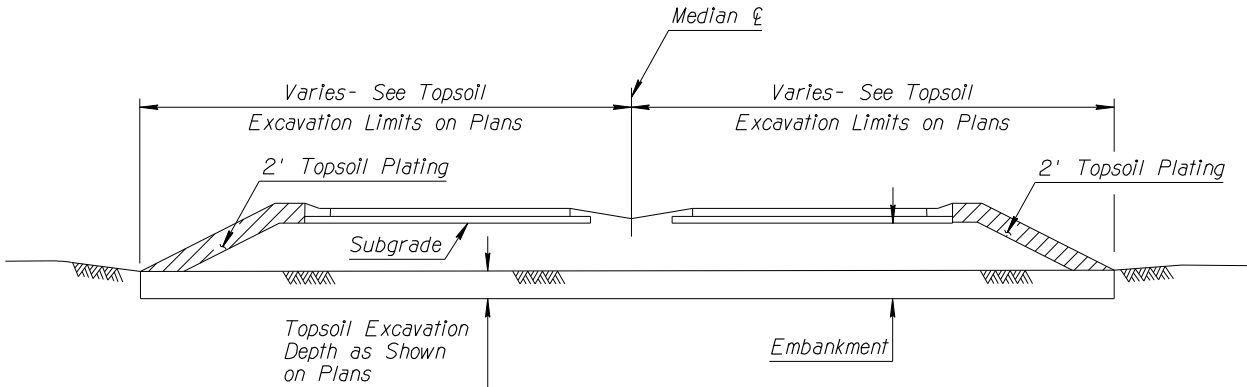 Median ℄
Varies- See Topsoil
Excavation Limits on Plans
Varies- See Topsoil
Excavation Limits on Plans
2' Topsoil Plating
2' Topsoil Plating
Subgrade
Topsoil Excavation
Depth as Shown
on Plans
Embankment